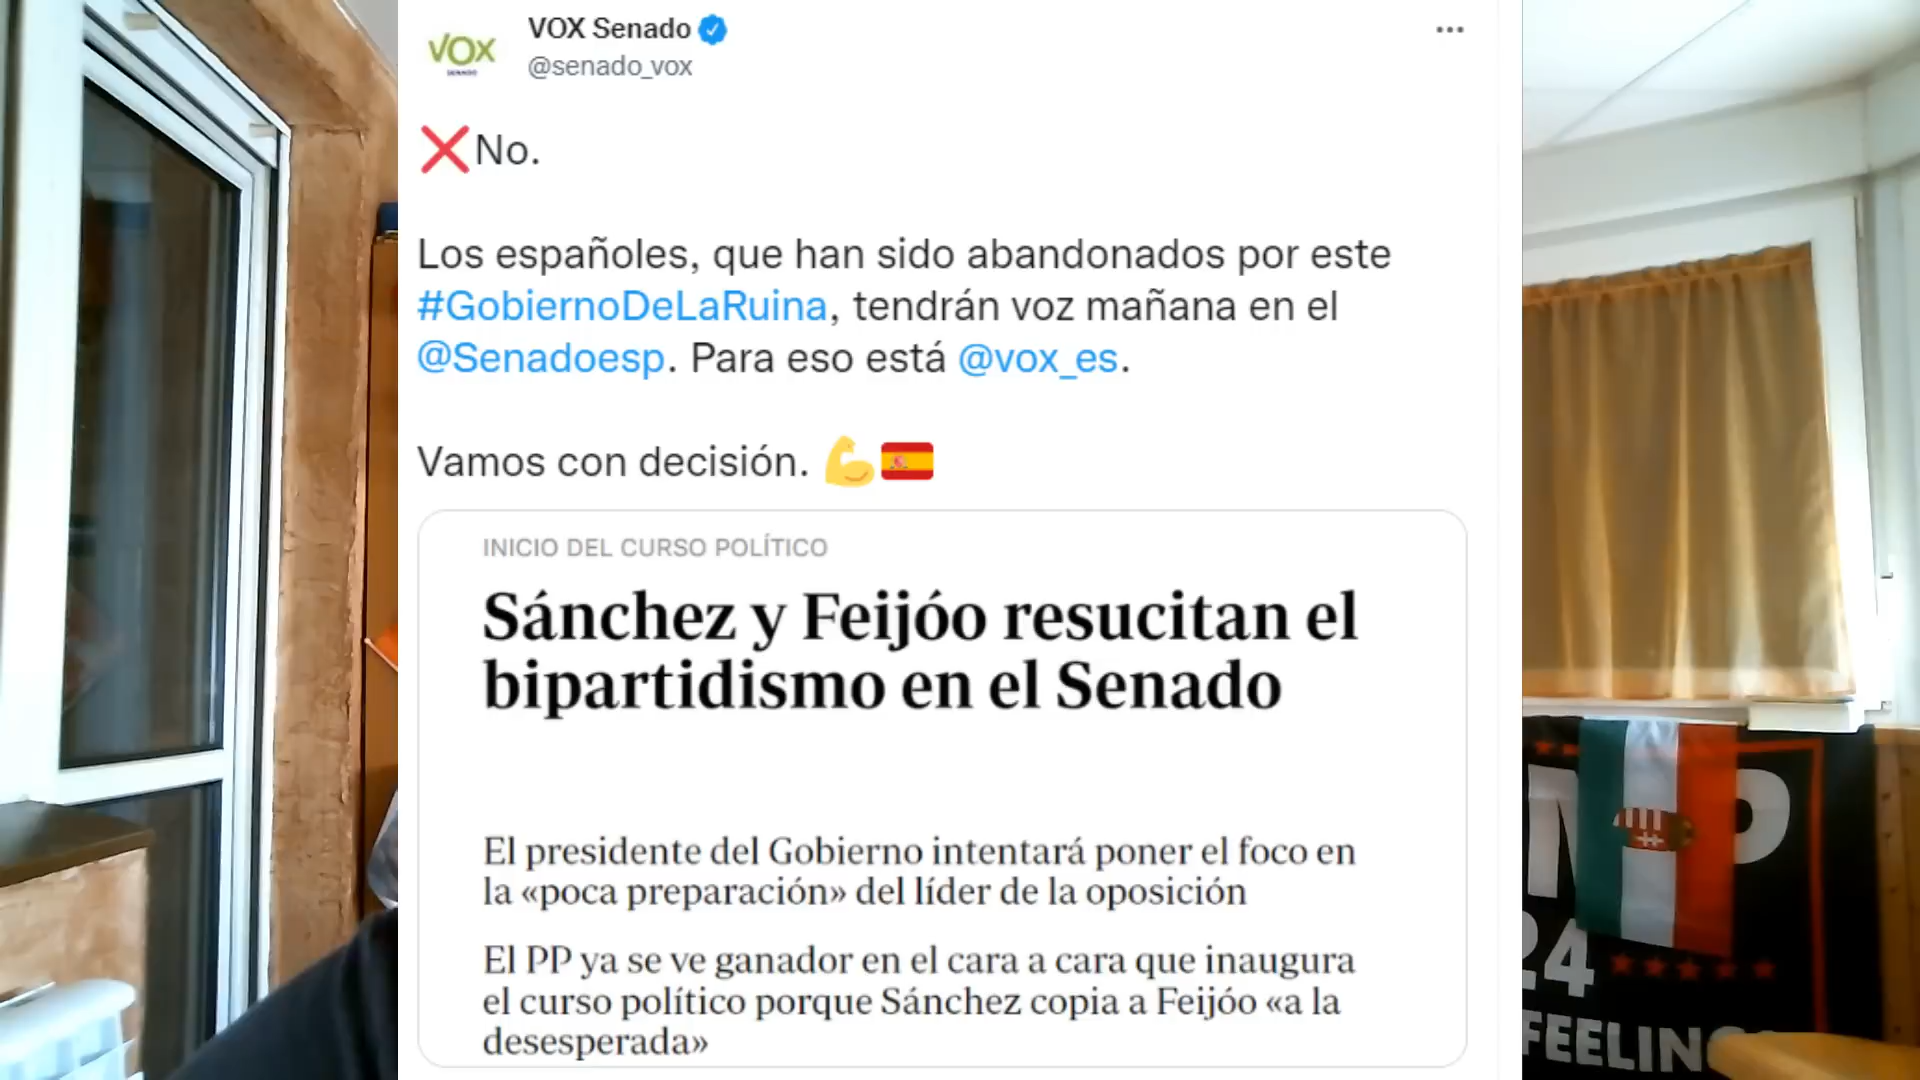 VOX Senado
@senado_vox
VOX
SENADO
❌No.
Los españoles, que han sido abandonados por este
#GobiernoDeLaRuina, tendrán voz mañana en el
@Senadoesp. Para eso está @vox_es.
Vamos con decisión. 💪🇪🇸
INICIO DEL CURSO POLÍTICO
Sánchez y Feijóo resucitan el
bipartidismo en el Senado
El presidente del Gobierno intentará poner el foco en
la «poca preparación» del líder de la oposición
El PP ya se ve ganador en el cara a cara que inaugura
el curso político porque Sánchez copia a Feijóo «a la
desesperada»
P
24
FEELIN